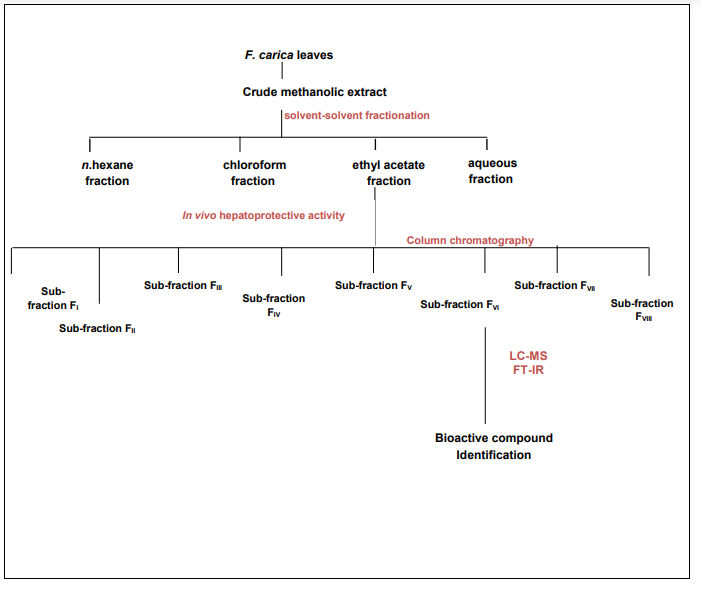 F. carica leaves
Crude methanolic extract
solvent-solvent fractionation
n.hexane
fraction
chloroform
fraction
ethyl acetate
fraction
aqueous
fraction
In vivo hepatoprotective activity
Column chromatography
Sub-
fraction FI
Sub-fraction FII
Sub-fraction FIII
Sub-fraction
FIV
Sub-fraction FV
Sub-fraction FVI
Sub-fraction FVII
Sub-fraction
FVIII
LC-MS
FT-IR
Bioactive compound
Identification